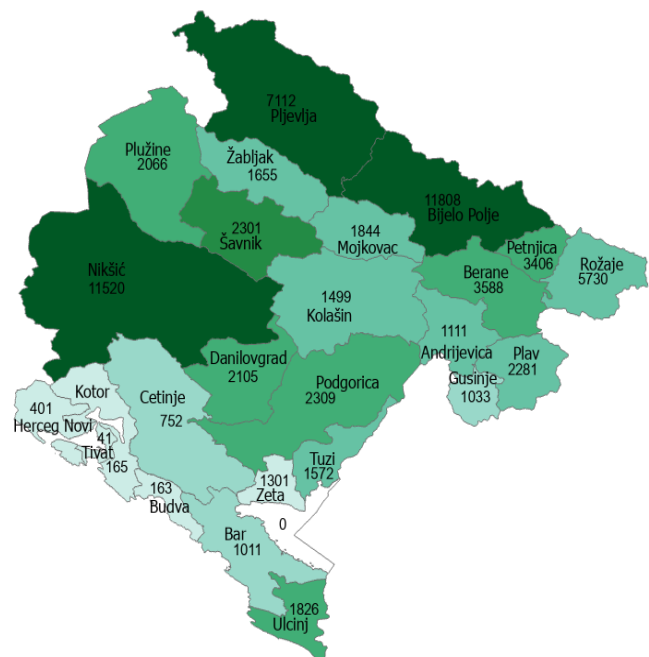 7112
Pljevlja
Plužine
2066
Žabljak
1655
11808
Bijelo Polje
2301
Šavnik
1844
Mojkovac
Petnjica
3406
Rožaje
5730
Nikšić
11520
Berane
3588
1499
Kolašin
1111
Andrijevica
Plav
2281
Danilovgrad
2105
Podgorica
2309
Gusinje
1033
Kotor
Cetinje
752
401
Herceg Novi
41
Tivat
165
Tuzi
1572
1301
Zeta
163
Budva
0
Bar
1011
1826
Ulcinj